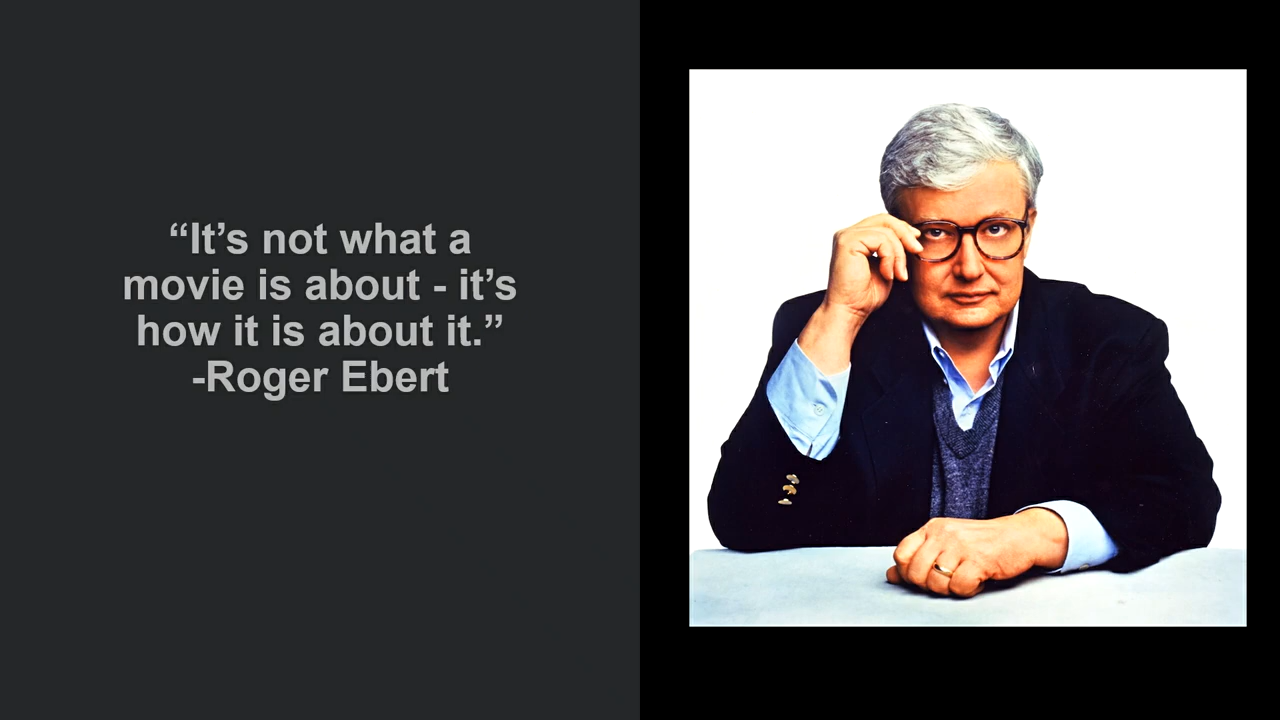 “It’s not what a
movie is about - it’s
how it is about it.”
-Roger Ebert